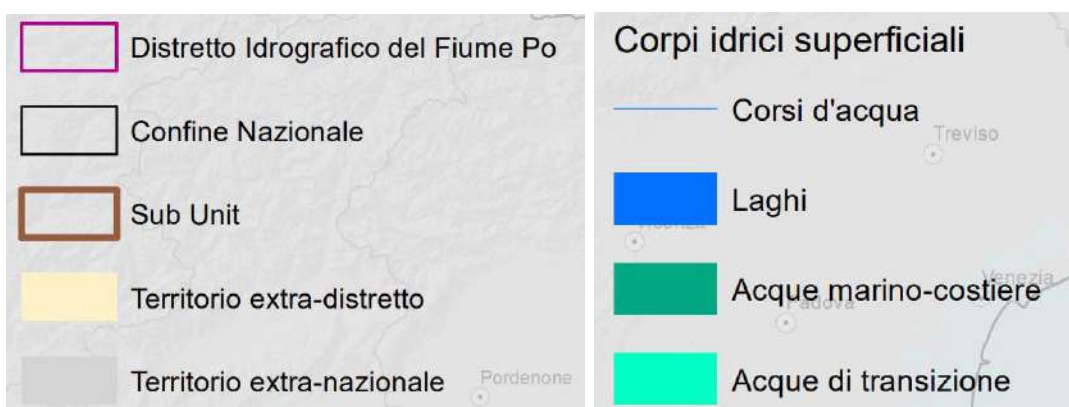 Distretto Idrografico del Fiume Po
Confine Nazionale
Sub Unit
Territorio extra-distretto
Territorio extra-nazionale
Pordenone
Corpi idrici superficiali
Corsi d'acqua
Treviso
Laghi
Vicenza
Venezia
Acque marino-costiere
Padova
Acque di transizione